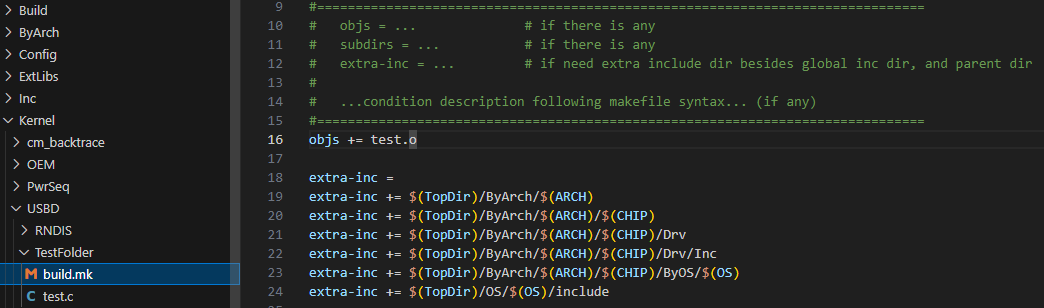 Build
ByArch
Config
ExtLibs
Inc
Kernel
cm_backtrace
OEM
PwrSeq
USBD
RNDIS
TestFolder
M build.mk
C test.c
9 #===============================================================================
10 #   objs = ...              # if there is any
11 #   subdirs = ...           # if there is any
12 #   extra-inc = ...         # if need extra include dir besides global inc dir, and parent dir
13 #
14 #   ...condition description following makefile syntax... (if any)
15 #===============================================================================
16 objs += test.o
17
18 extra-inc =
19 extra-inc += $(TopDir)/ByArch/$(ARCH)
20 extra-inc += $(TopDir)/ByArch/$(ARCH)/$(CHIP)
21 extra-inc += $(TopDir)/ByArch/$(ARCH)/$(CHIP)/Drv
22 extra-inc += $(TopDir)/ByArch/$(ARCH)/$(CHIP)/Drv/Inc
23 extra-inc += $(TopDir)/ByArch/$(ARCH)/$(CHIP)/ByOS/$(OS)
24 extra-inc += $(TopDir)/OS/$(OS)/include